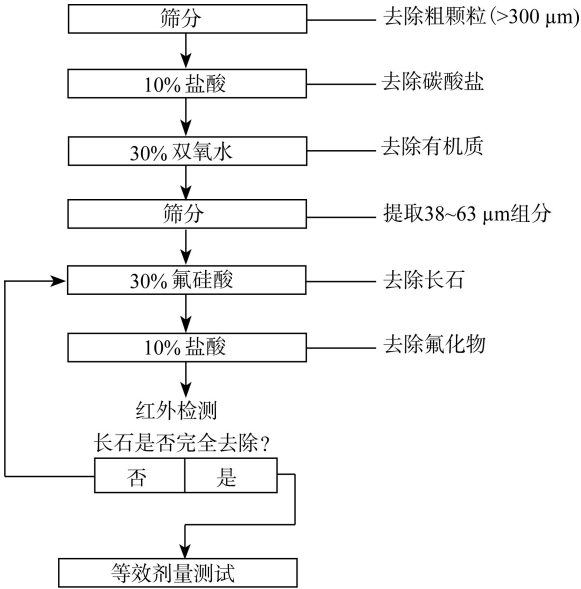 筛分
去除粗颗粒(>300 μm)
10% 盐酸
去除碳酸盐
30% 双氧水
去除有机质
筛分
提取38~63 μm组分
30% 氟硅酸
去除长石
10% 盐酸
去除氟化物
红外检测
长石是否完全去除?
否
是
等效剂量测试